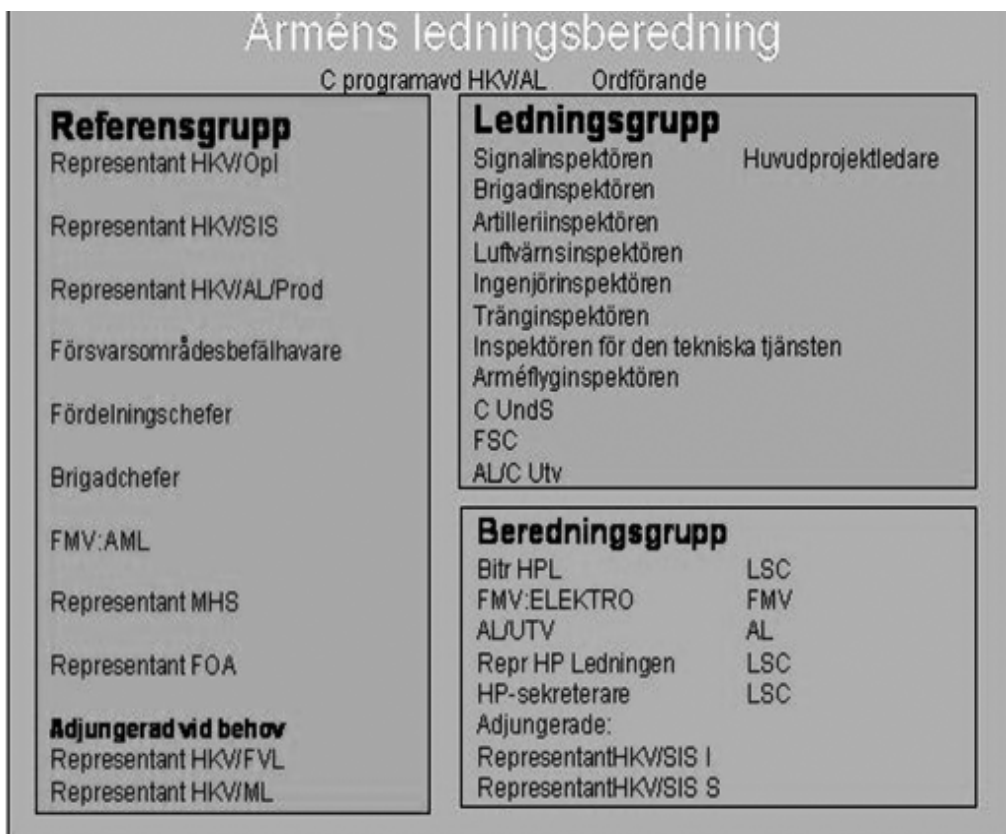 Arméns ledningsberedning
C programavd HKV/AL Ordförande
Referensgrupp
Representant HKV/Opl
Representant HKV/SIS
Representant HKV/AL/Prod
Försvarsområdesbefälhavare
Fördelningschefer
Brigadchefer
FMV:AML
Representant MHS
Representant FOA
Adjungerad vid behov
Representant HKV/FVL
Representant HKV/ML
Ledningsgrupp
Signalinspektören Huvudprojektledare
Brigadinspektören
Artilleriinspektören
Luftvärnsinspektören
Ingenjörinspektören
Tränginspektören
Inspektören för den tekniska tjänsten
Arméflyginspektören
C UndS
FSC
AL/C Utv
Beredningsgrupp
Bitr HPL LSC
FMV:ELEKTRO FMV
AL/UTV AL
Repr HP Ledningen LSC
HP-sekreterare LSC
Adjungerade:
RepresentantHKV/SIS I
RepresentantHKV/SIS S